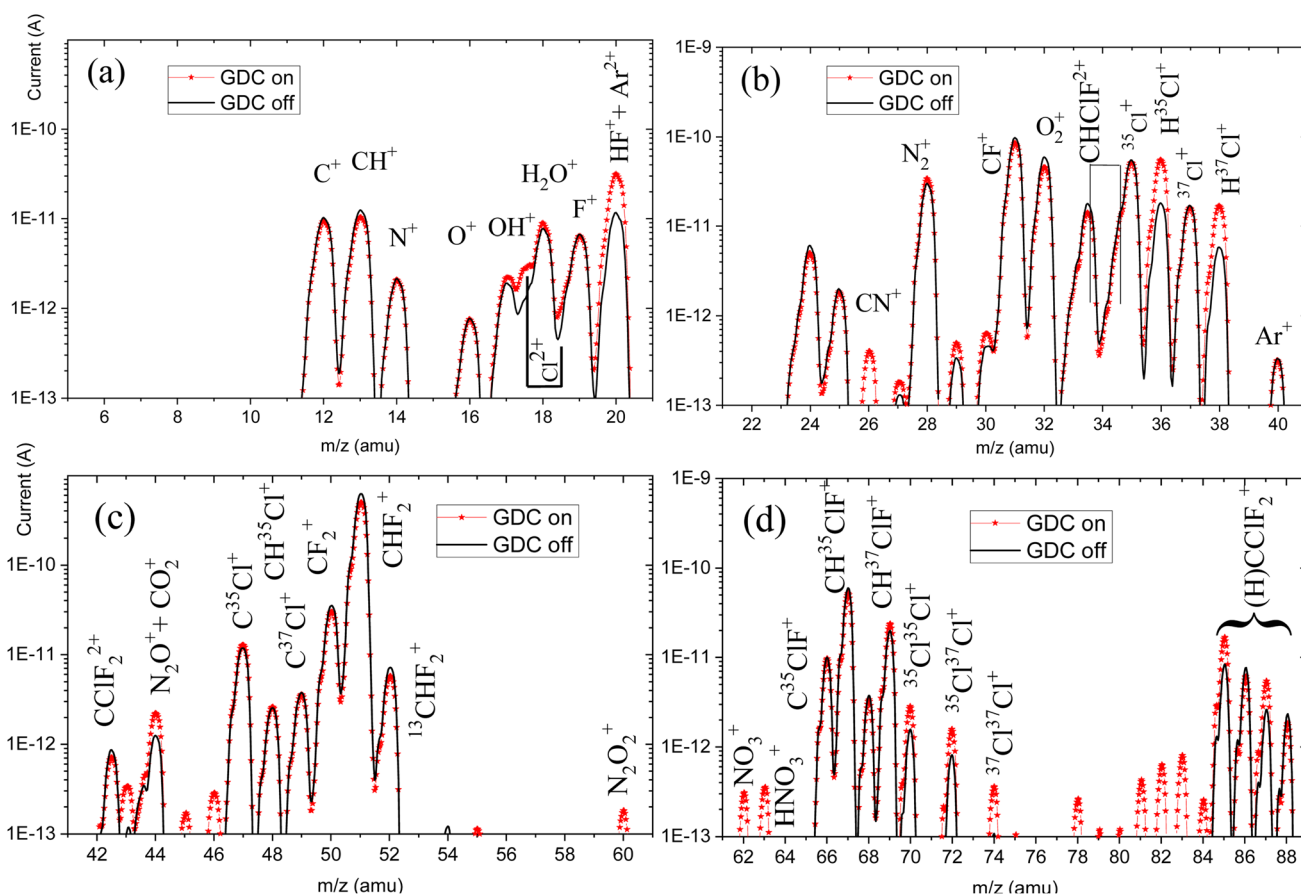 (a)
Current (A)
GDC on
GDC off
1E-10
1E-11
1E-12
1E-13
C⁺
CH⁺
N⁺
O⁺
OH⁺
H₂O⁺
F⁺
HF⁺ + Ar²⁺
Cl²⁺
6 8 10 12 14 16 18 20
m/z (amu)
(b)
GDC on
GDC off
1E-9
1E-10
1E-11
1E-12
1E-13
CN⁺
N₂⁺
CF⁺
O₂⁺
CHClF²⁺
³⁵Cl⁺
H³⁵Cl⁺
³⁷Cl⁺
H³⁷Cl⁺
Ar⁺
22 24 26 28 30 32 34 36 38 40
m/z (amu)
(c)
Current (A)
GDC on
GDC off
1E-10
1E-11
1E-12
1E-13
CClF₂²⁺
N₂O⁺ + CO₂⁺
C³⁵Cl⁺
CH³⁵Cl⁺
C³⁷Cl⁺
CF₂⁺
CHF₂⁺
¹³CHF₂⁺
N₂O₂⁺
42 44 46 48 50 52 54 56 58 60
m/z (amu)
(d)
GDC on
GDC off
1E-9
1E-10
1E-11
1E-12
1E-13
NO₃⁺
HNO₃⁺
C³⁵ClF⁺
CH³⁵ClF⁺
CH³⁷ClF⁺
³⁵Cl³⁵Cl⁺
³⁵Cl³⁷Cl⁺
³⁷Cl³⁷Cl⁺
(H)CClF₂⁺
62 64 66 68 70 72 74 76 78 80 82 84 86 88
m/z (amu)